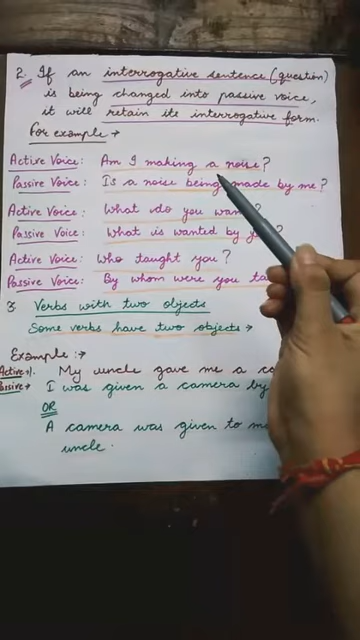 2. If an interrogative sentence (question)
is being changed into passive voice,
it will retain its interrogative form.
For example →
Active Voice: Am I making a noise?
Passive Voice: Is a noise being made by me?
Active Voice: What do you want?
Passive Voice: What is wanted by ?
Active Voice: Who taught you?
Passive Voice: By whom were you
3. Verbs with two objects
Some verbs have two objects →
Example :→
Active→ 1. My uncle gave me a
Passive→ I was given a camera by
OR
A camera was given to
uncle.